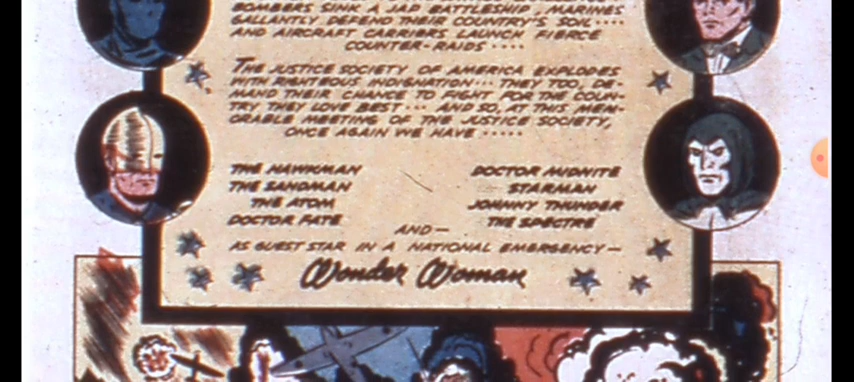 BOMBERS SINK A JAP BATTLESHIP! MARINES
GALLANTLY DEFEND THEIR COUNTRY'S SOIL ....
AND AIRCRAFT CARRIERS LAUNCH FIERCE
COUNTER-RAIDS ....
THE JUSTICE SOCIETY OF AMERICA EXPLODES
WITH RIGHTEOUS INDIGNATION... THEY TOO, DE-
MAND THEIR CHANCE TO FIGHT FOR THE COUN-
TRY THEY LOVE BEST ... AND SO, AT THIS MEM-
ORABLE MEETING OF THE JUSTICE SOCIETY,
ONCE AGAIN WE HAVE .....
THE HAWKMAN
THE SANDMAN
THE ATOM
DOCTOR FATE
DOCTOR MIDNITE
STARMAN
JOHNNY THUNDER
THE SPECTRE
AND—
AS GUEST STAR IN A NATIONAL EMERGENCY—
Wonder Woman